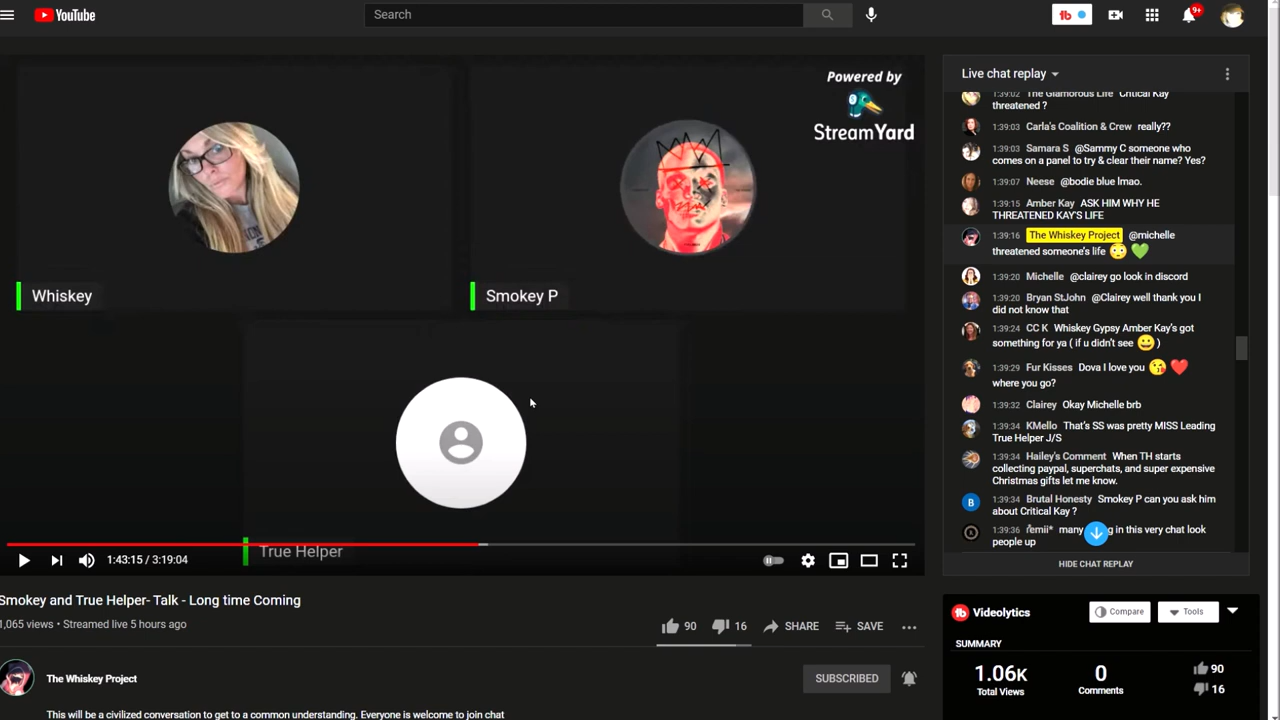 YouTube
Search
9+
Powered by
StreamYard
Whiskey
Smokey P
True Helper
1:43:15 / 3:19:04
Smokey and True Helper- Talk - Long time Coming
1,065 views • Streamed live 5 hours ago
90
16
SHARE
SAVE
The Whiskey Project
SUBSCRIBED
This will be a civilized conversation to get to a common understanding. Everyone is welcome to join chat
Live chat replay
1:39:02 The Glamorous Life Critical Kay
threatened ?
1:39:03 Carla's Coalition & Crew really??
1:39:03 Samara S @Sammy C someone who
comes on a panel to try & clear their name? Yes?
1:39:07 Neese @bodie blue lmao.
1:39:15 Amber Kay ASK HIM WHY HE
THREATENED KAY'S LIFE
1:39:16 The Whiskey Project @michelle
threatened someone's life 😳 💚
1:39:20 Michelle @clairey go look in discord
1:39:20 Bryan StJohn @Clairey well thank you I
did not know that
1:39:24 CC K Whiskey Gypsy Amber Kay's got
something for ya ( if u didn't see 😀 )
1:39:29 Fur Kisses Dova I love you 😘 ❤️
where you go?
1:39:32 Clairey Okay Michelle brb
1:39:34 KMello That's SS was pretty MISS Leading
True Helper J/S
1:39:34 Hailey's Comment When TH starts
collecting paypal, superchats, and super expensive
Christmas gifts let me know.
B
1:39:34 Brutal Honesty Smokey P can you ask him
about Critical Kay ?
1:39:36 many in this very chat look
people up
HIDE CHAT REPLAY
Videolytics
Compare
Tools
SUMMARY
1.06K
Total Views
0
Comments
90
16